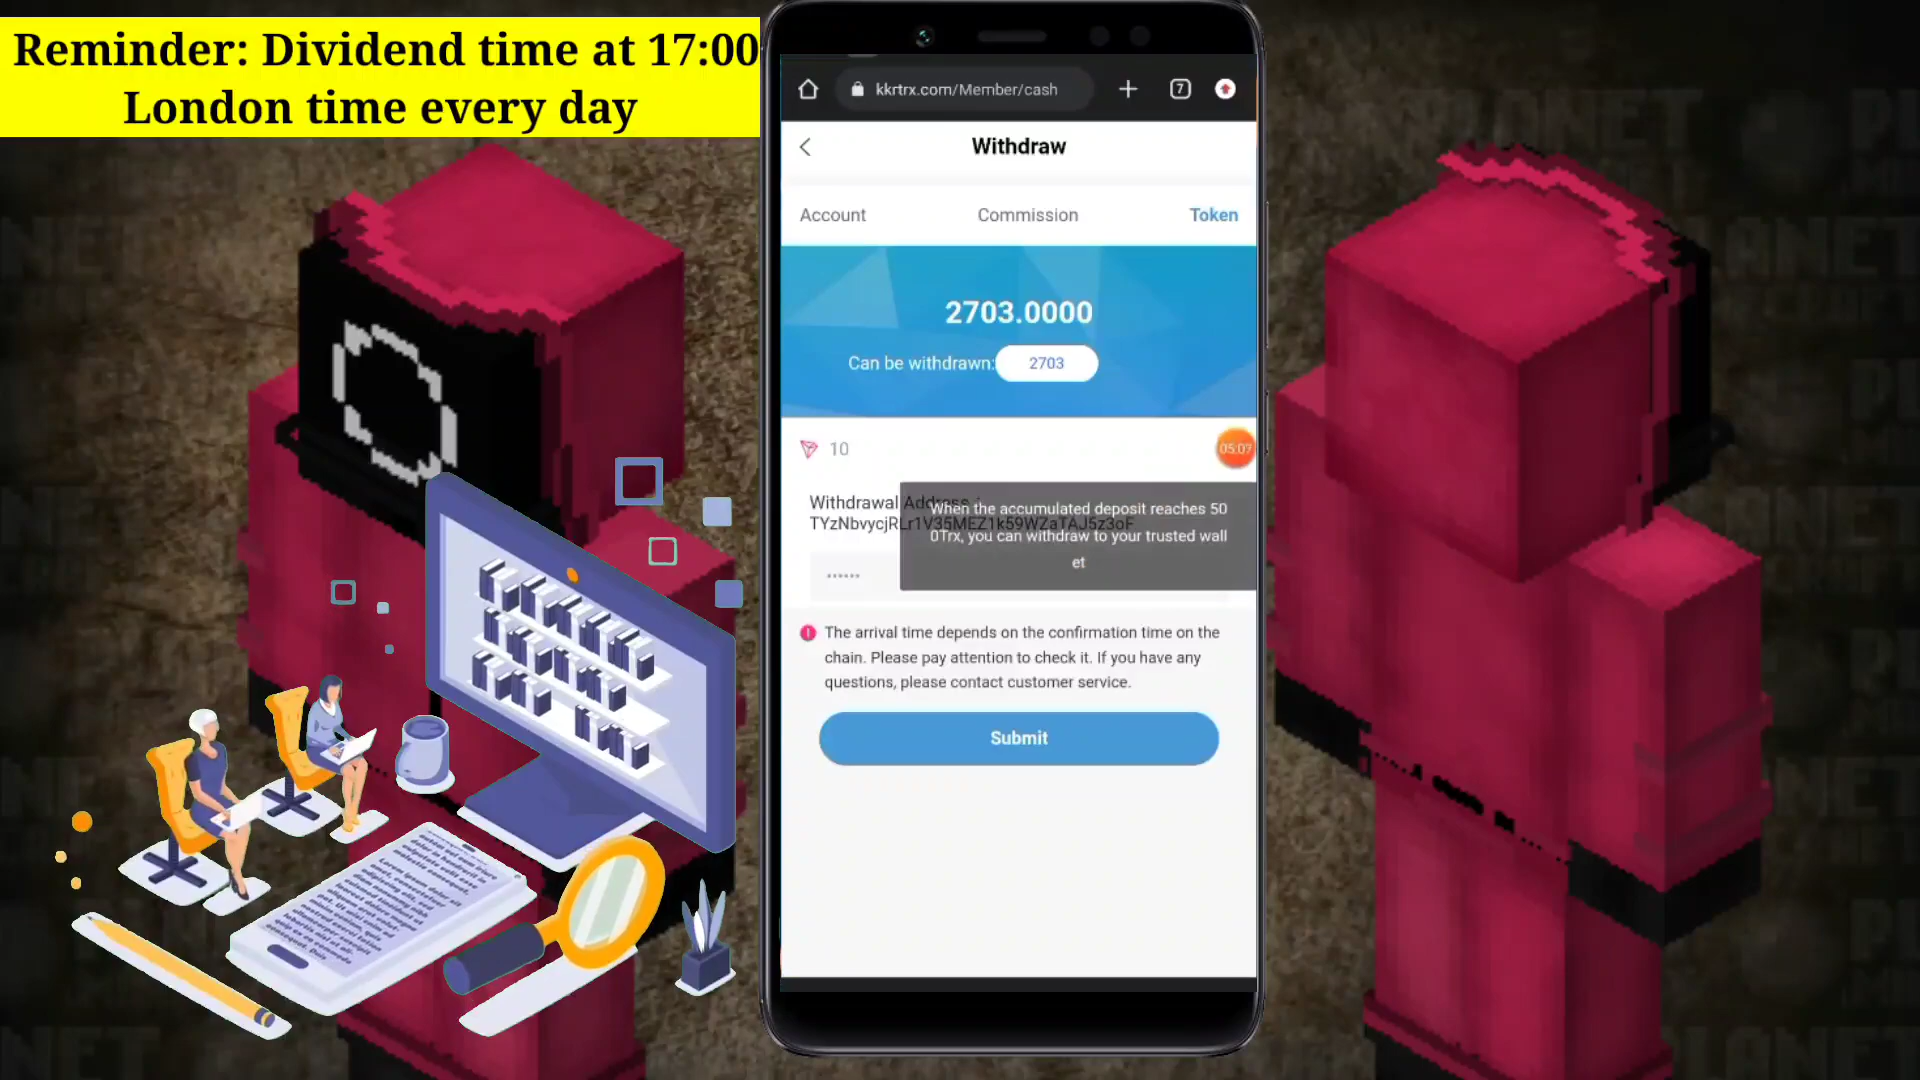 Reminder: Dividend time at 17:00
London time every day
kkrtrx.com/Member/cash
7
Withdraw
Account
Commission
Token
2703.0000
Can be withdrawn:
2703
10
05:07
Withdrawal Address :
TYzNbvycjRLr1V35MEZ1k59WZaTAJ5z3oF
When the accumulated deposit reaches 50
0Trx, you can withdraw to your trusted wall
et
The arrival time depends on the confirmation time on the
chain. Please pay attention to check it. If you have any
questions, please contact customer service.
Submit